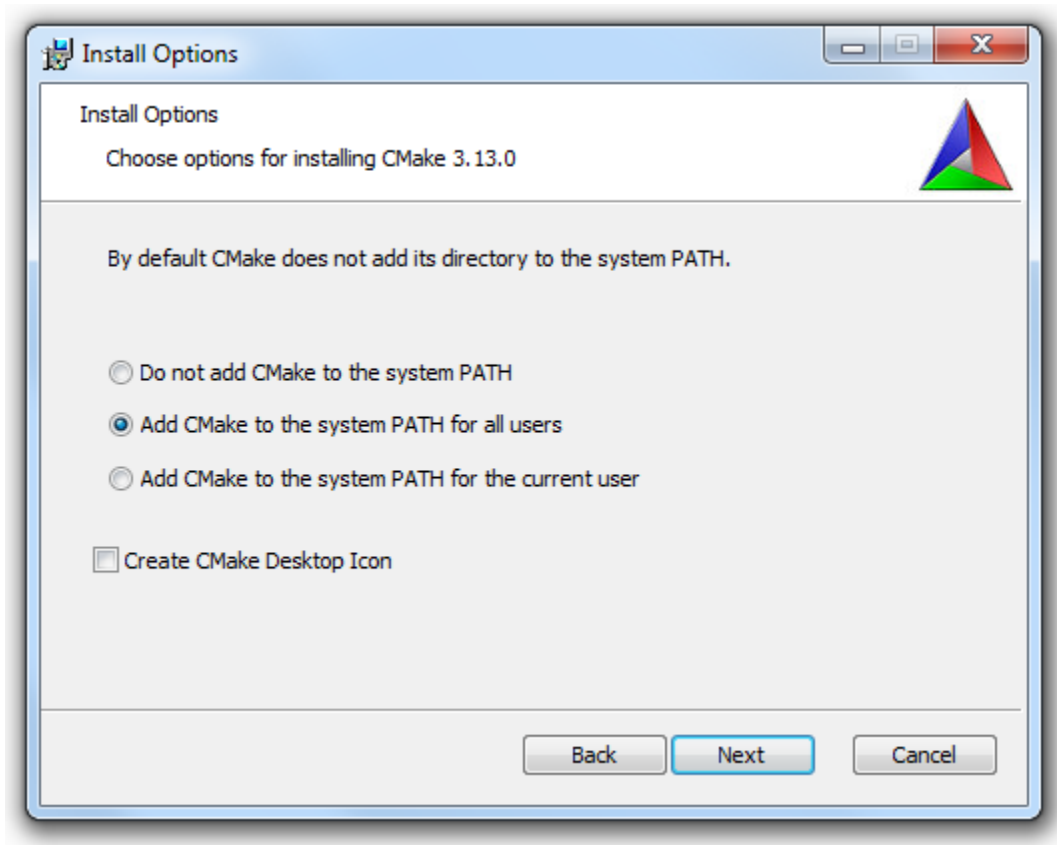 Install Options
Install Options
Choose options for installing CMake 3.13.0
By default CMake does not add its directory to the system PATH.
Do not add CMake to the system PATH
Add CMake to the system PATH for all users
Add CMake to the system PATH for the current user
Create CMake Desktop Icon
Back Next Cancel